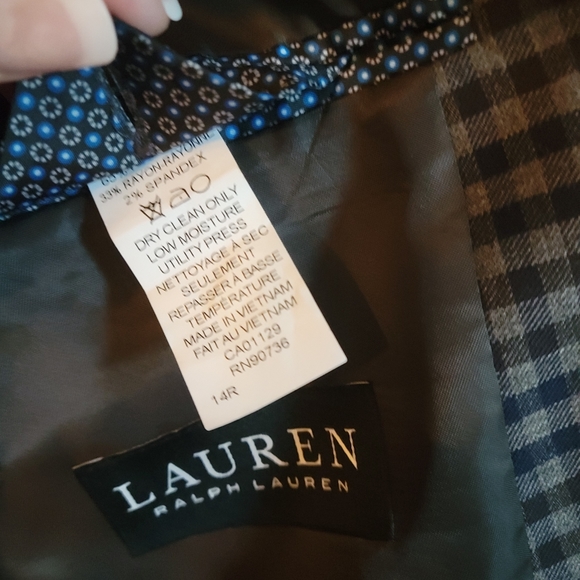 33% RAYON-RAYONNE
2% SPANDEX
DRY CLEAN ONLY
LOW MOISTURE
UTILITY PRESS
NETTOYAGE À SEC
SEULEMENT
REPASSER À BASSE
TEMPERATURE
MADE IN VIETNAM
FAIT AU VIETNAM
CA01129
RN90736
14R
LAUREN
RALPH LAUREN